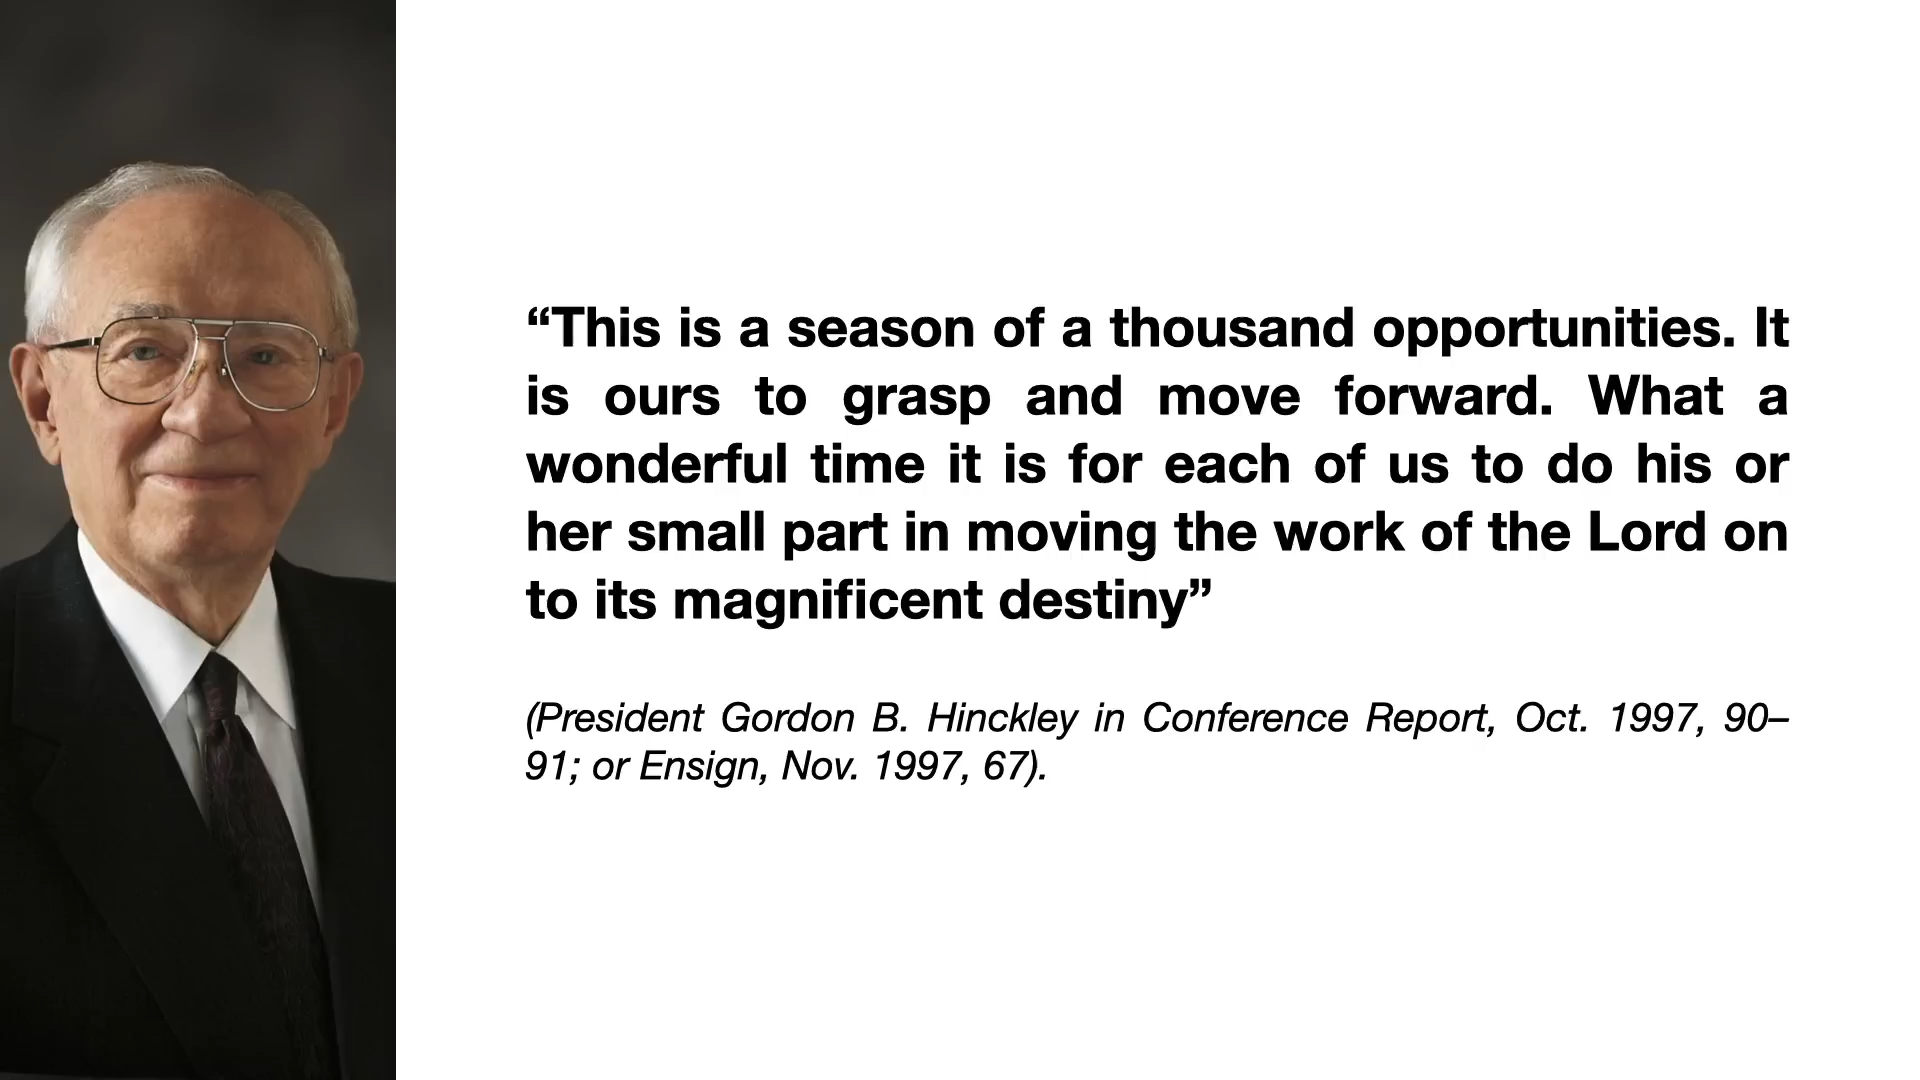 “This is a season of a thousand opportunities. It
is ours to grasp and move forward. What a
wonderful time it is for each of us to do his or
her small part in moving the work of the Lord on
to its magnificent destiny”
(President Gordon B. Hinckley in Conference Report, Oct. 1997, 90–
91; or Ensign, Nov. 1997, 67).